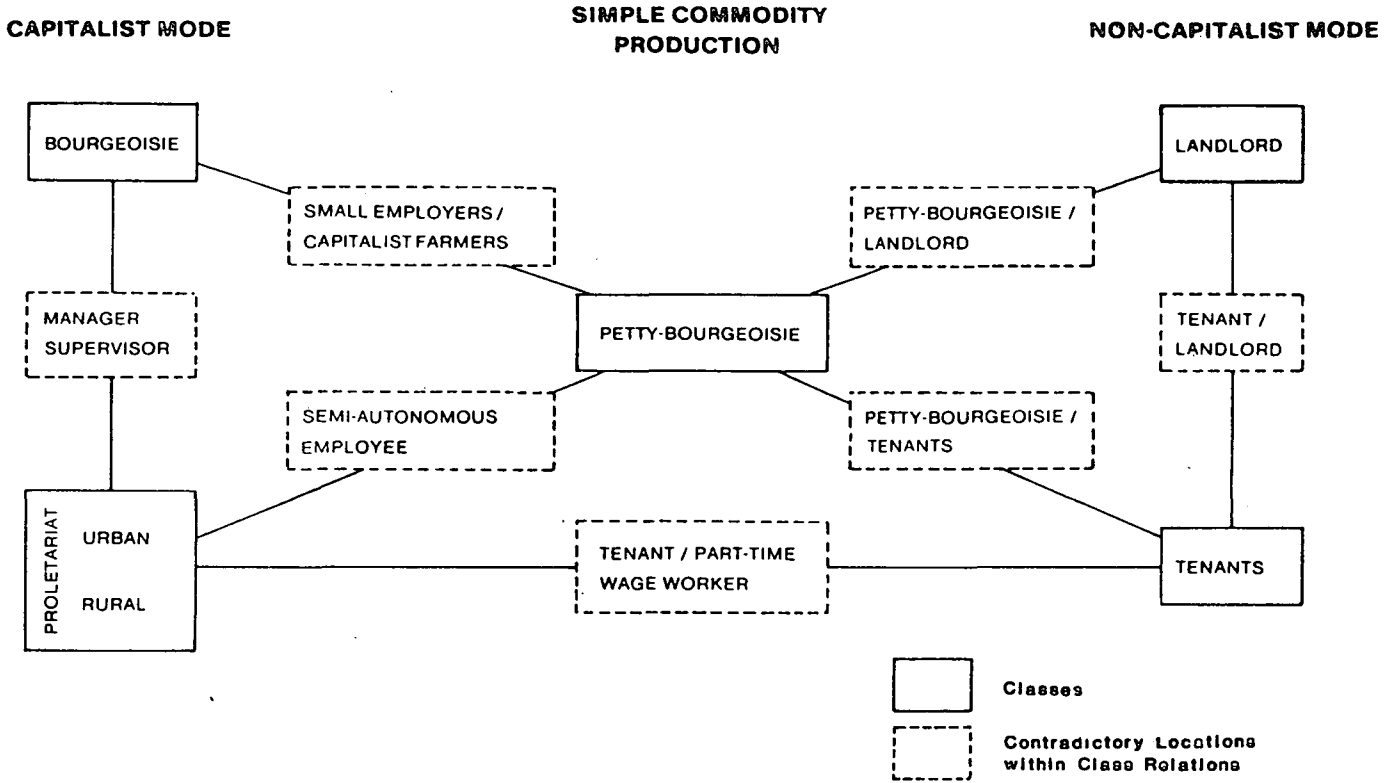 CAPITALIST MODE
SIMPLE COMMODITY
PRODUCTION
NON-CAPITALIST MODE
BOURGEOISIE
LANDLORD
SMALL EMPLOYERS /
CAPITALIST FARMERS
PETTY-BOURGEOISIE /
LANDLORD
MANAGER
SUPERVISOR
PETTY-BOURGEOISIE
TENANT /
LANDLORD
SEMI-AUTONOMOUS
EMPLOYEE
PETTY-BOURGEOISIE /
TENANTS
PROLETARIAT
URBAN
RURAL
TENANT / PART-TIME
WAGE WORKER
TENANTS
Classes
Contradictory Locations
within Class Relations